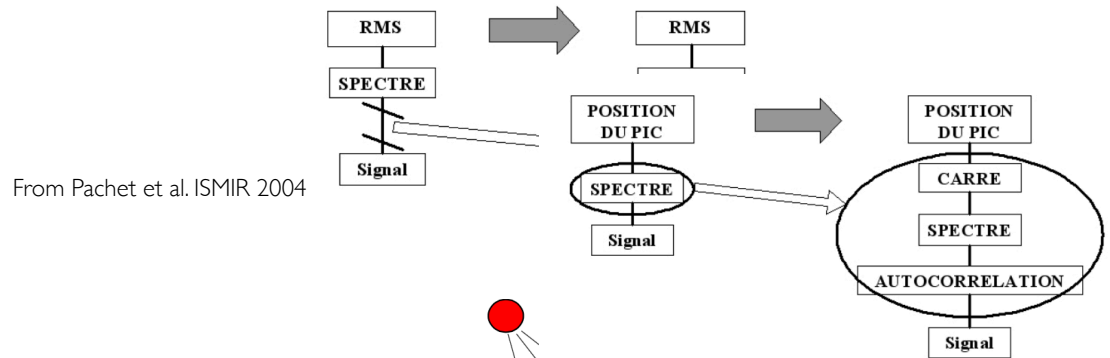 RMS
SPECTRE
Signal
RMS
From Pachet et al. ISMIR 2004
POSITION
DU PIC
SPECTRE
Signal
POSITION
DU PIC
CARRE
SPECTRE
AUTOCORRELATION
Signal